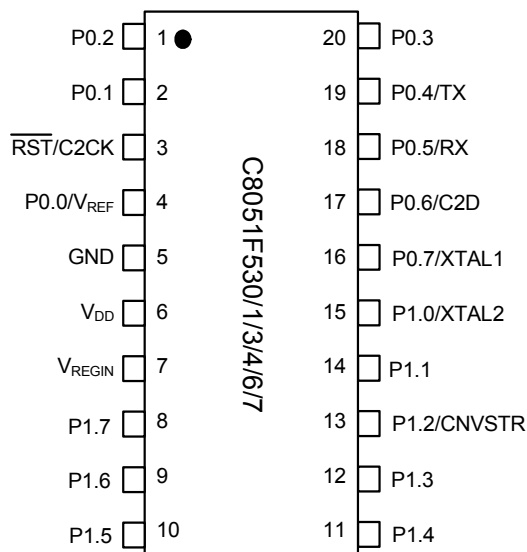 P0.2 1 20 P0.3
P0.1 2 19 P0.4/TX
RST/C2CK 3 18 P0.5/RX
P0.0/VREF 4 17 P0.6/C2D
GND 5 16 P0.7/XTAL1
VDD 6 15 P1.0/XTAL2
VREGIN 7 14 P1.1
P1.7 8 13 P1.2/CNVSTR
P1.6 9 12 P1.3
P1.5 10 11 P1.4
C8051F530/1/3/4/6/7